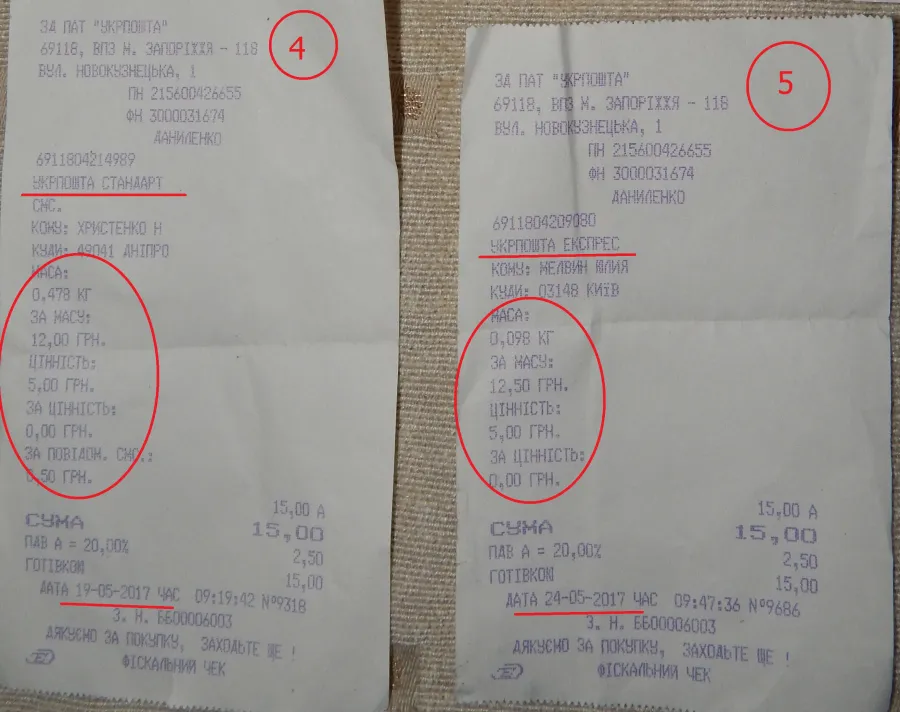 4
ЗД ПАТ "УКРПОШТА"
69118, ВПЗ М. ЗАПОРІЖЖЯ - 118
ВУЛ. НОВОКУЗНЕЦЬКА, 1
ПН 215600426655
ФН 3000031674
ДАНИЛЕНКО
6911804214989
УКРПОШТА СТАНДАРТ
СМС.
КОМУ: ХРИСТЕНКО Н
КУДИ: 49041 ДНІПРО
МАСА:
0,478 КГ
ЗА МАСУ:
12,00 ГРН.
ЦІННІСТЬ:
5,00 ГРН.
ЗА ЦІННІСТЬ:
0,00 ГРН.
ЗА ПОВІДОМ. СМС.:
0,50 ГРН.
15,00 А
СУМА 15,00
ПДВ А = 20,00% 2,50
ГОТІВКОЮ 15,00
ДАТА 19-05-2017 ЧАС 09:19:42 №9318
З. Н. ББ00006003
ДЯКУЄМО ЗА ПОКУПКУ, ЗАХОДЬТЕ ЩЕ !
ФІСКАЛЬНИЙ ЧЕК
5
ЗД ПАТ "УКРПОШТА"
69118, ВПЗ М. ЗАПОРІЖЖЯ - 118
ВУЛ. НОВОКУЗНЕЦЬКА, 1
ПН 215600426655
ФН 3000031674
ДАНИЛЕНКО
6911804209080
УКРПОШТА ЕКСПРЕС
КОМУ: МЕЛВИН ЮЛИЯ
КУДИ: 03148 КИЇВ
МАСА:
0,098 КГ
ЗА МАСУ:
12,50 ГРН.
ЦІННІСТЬ:
5,00 ГРН.
ЗА ЦІННІСТЬ:
0,00 ГРН.
15,00 А
СУМА 15,00
ПДВ А = 20,00% 2,50
ГОТІВКОЮ 15,00
ДАТА 24-05-2017 ЧАС 09:47:36 №9686
З. Н. ББ00006003
ДЯКУЄМО ЗА ПОКУПКУ, ЗАХОДЬТЕ ЩЕ !
ФІСКАЛЬНИЙ ЧЕК